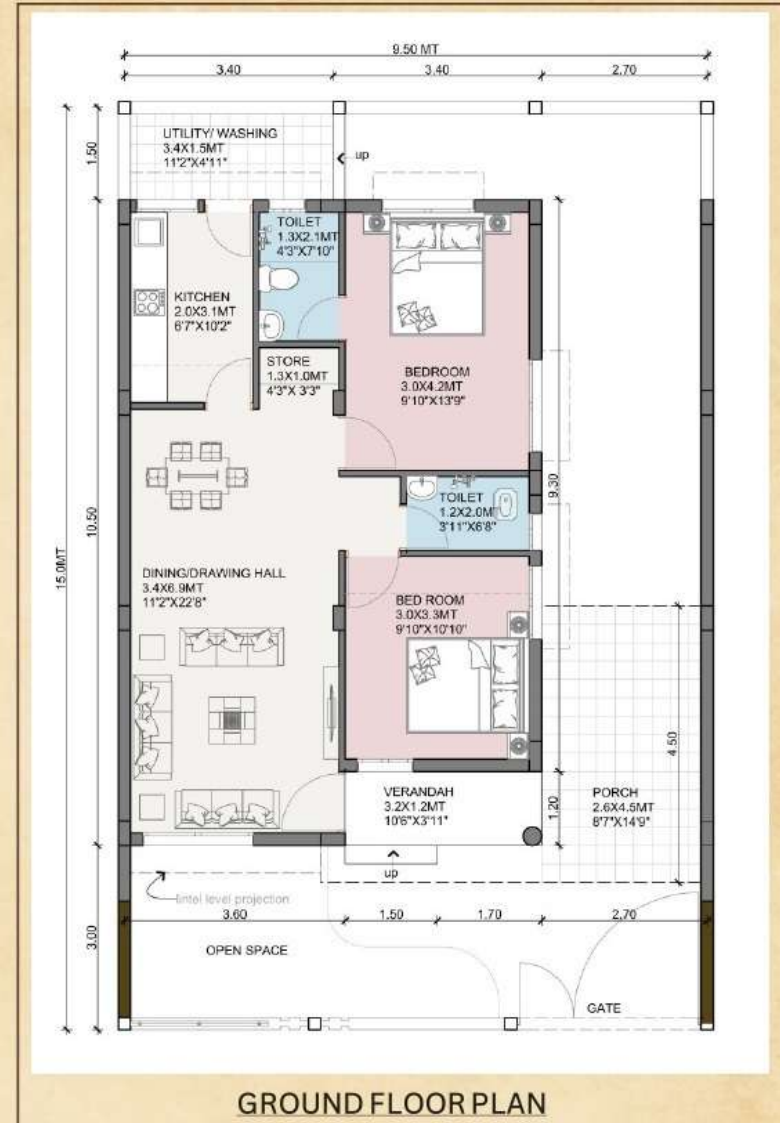 9.50 MT
3.40
3.40
2.70
1.50
UTILITY/ WASHING
3.4X1.5MT
11'2"X4'11"
up
TOILET
1.3X2.1MT
4'3"X7'10"
KITCHEN
2.0X3.1MT
6'7"X10'2"
STORE
1.3X1.0MT
4'3"X 3'3"
BEDROOM
3.0X4.2MT
9'10"X13'9"
9.30
TOILET
1.2X2.0MT
3'11"X6'8"
10.50
15.0MT
DINING/DRAWING HALL
3.4X6.9MT
11'2"X22'8"
BED ROOM
3.0X3.3MT
9'10"X10'10"
4.50
VERANDAH
3.2X1.2MT
10'6"X3'11"
1.20
PORCH
2.6X4.5MT
8'7"X14'9"
up
lintel level projection
3.60
1.50
1.70
2.70
3.00
OPEN SPACE
GATE
GROUND FLOOR PLAN